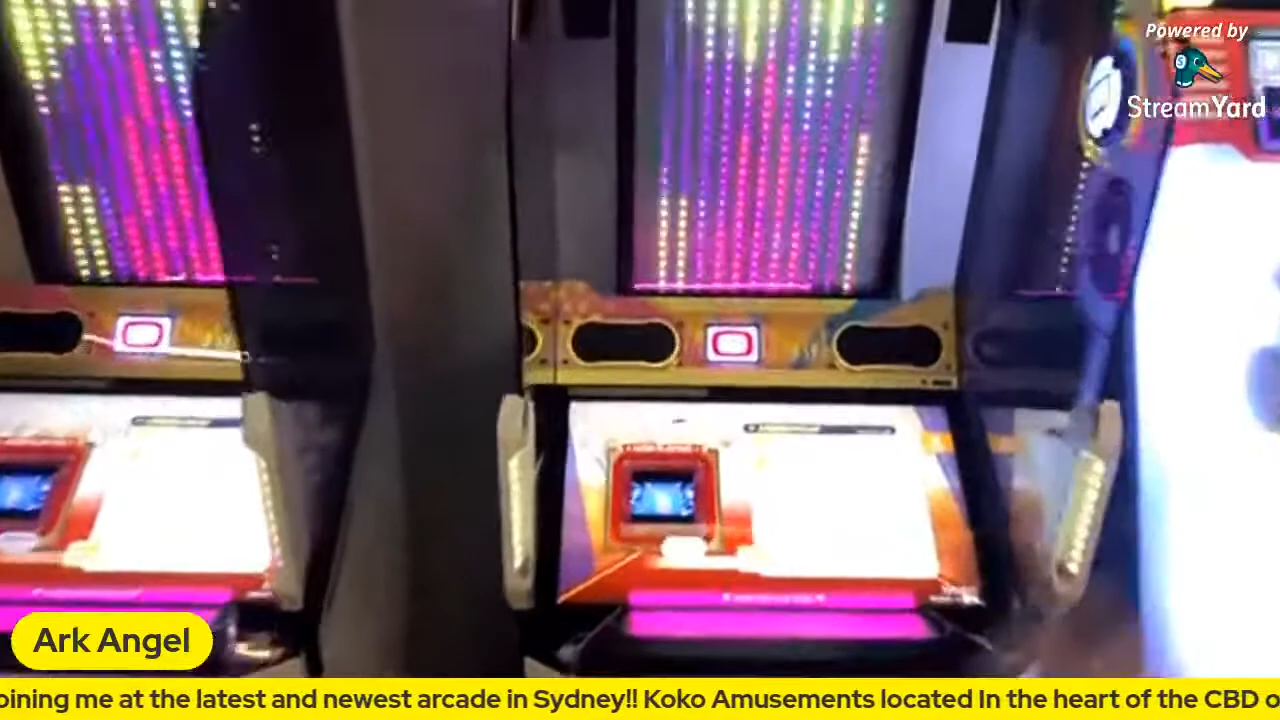 Powered by
StreamYard
Ark Angel
oining me at the latest and newest arcade in Sydney!! Koko Amusements located In the heart of the CBD o